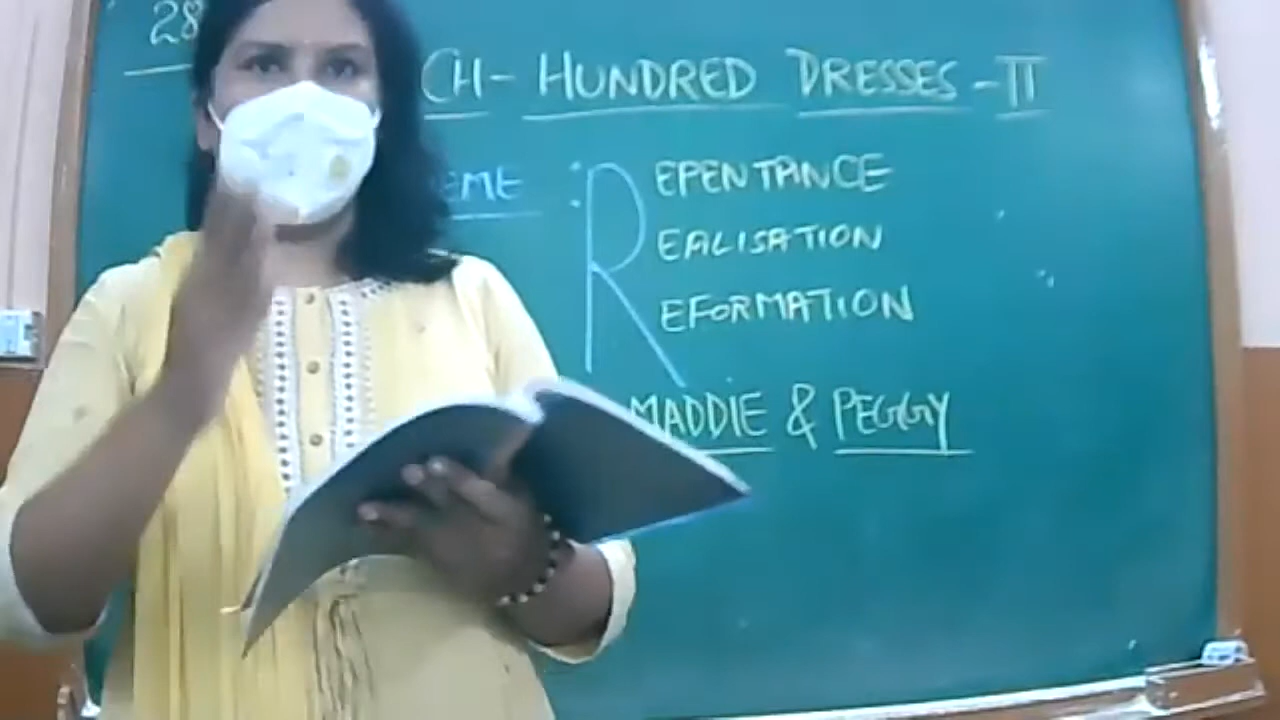 28
CH- HUNDRED DRESSES - II
EME : REPENTANCE
REALISATION
REFORMATION
MADDIE & PEGGY